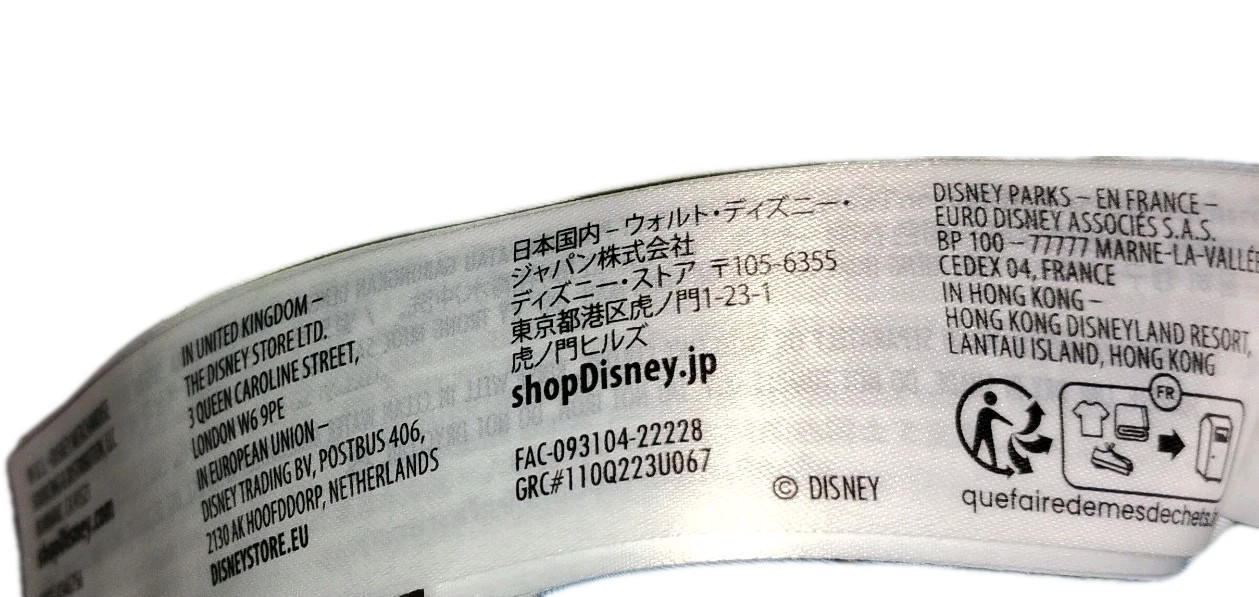 shopDisney.com
IN UNITED KINGDOM –
THE DISNEY STORE LTD.
3 QUEEN CAROLINE STREET,
LONDON W6 9PE
IN EUROPEAN UNION –
DISNEY TRADING BV, POSTBUS 406,
2130 AK HOOFDDORP, NETHERLANDS
DISNEYSTORE.EU
日本国内 – ウォルト・ディズニー・
ジャパン株式会社
ディズニー・ストア 〒105-6355
東京都港区虎ノ門1-23-1
虎ノ門ヒルズ
shopDisney.jp
FAC-093104-22228
GRC#110Q223U067
© DISNEY
DISNEY PARKS – EN FRANCE –
EURO DISNEY ASSOCIÉS S.A.S.
BP 100 – 77777 MARNE-LA-VALLÉE
CEDEX 04, FRANCE
IN HONG KONG –
HONG KONG DISNEYLAND RESORT,
LANTAU ISLAND, HONG KONG
FR
quefairedemesdechets.